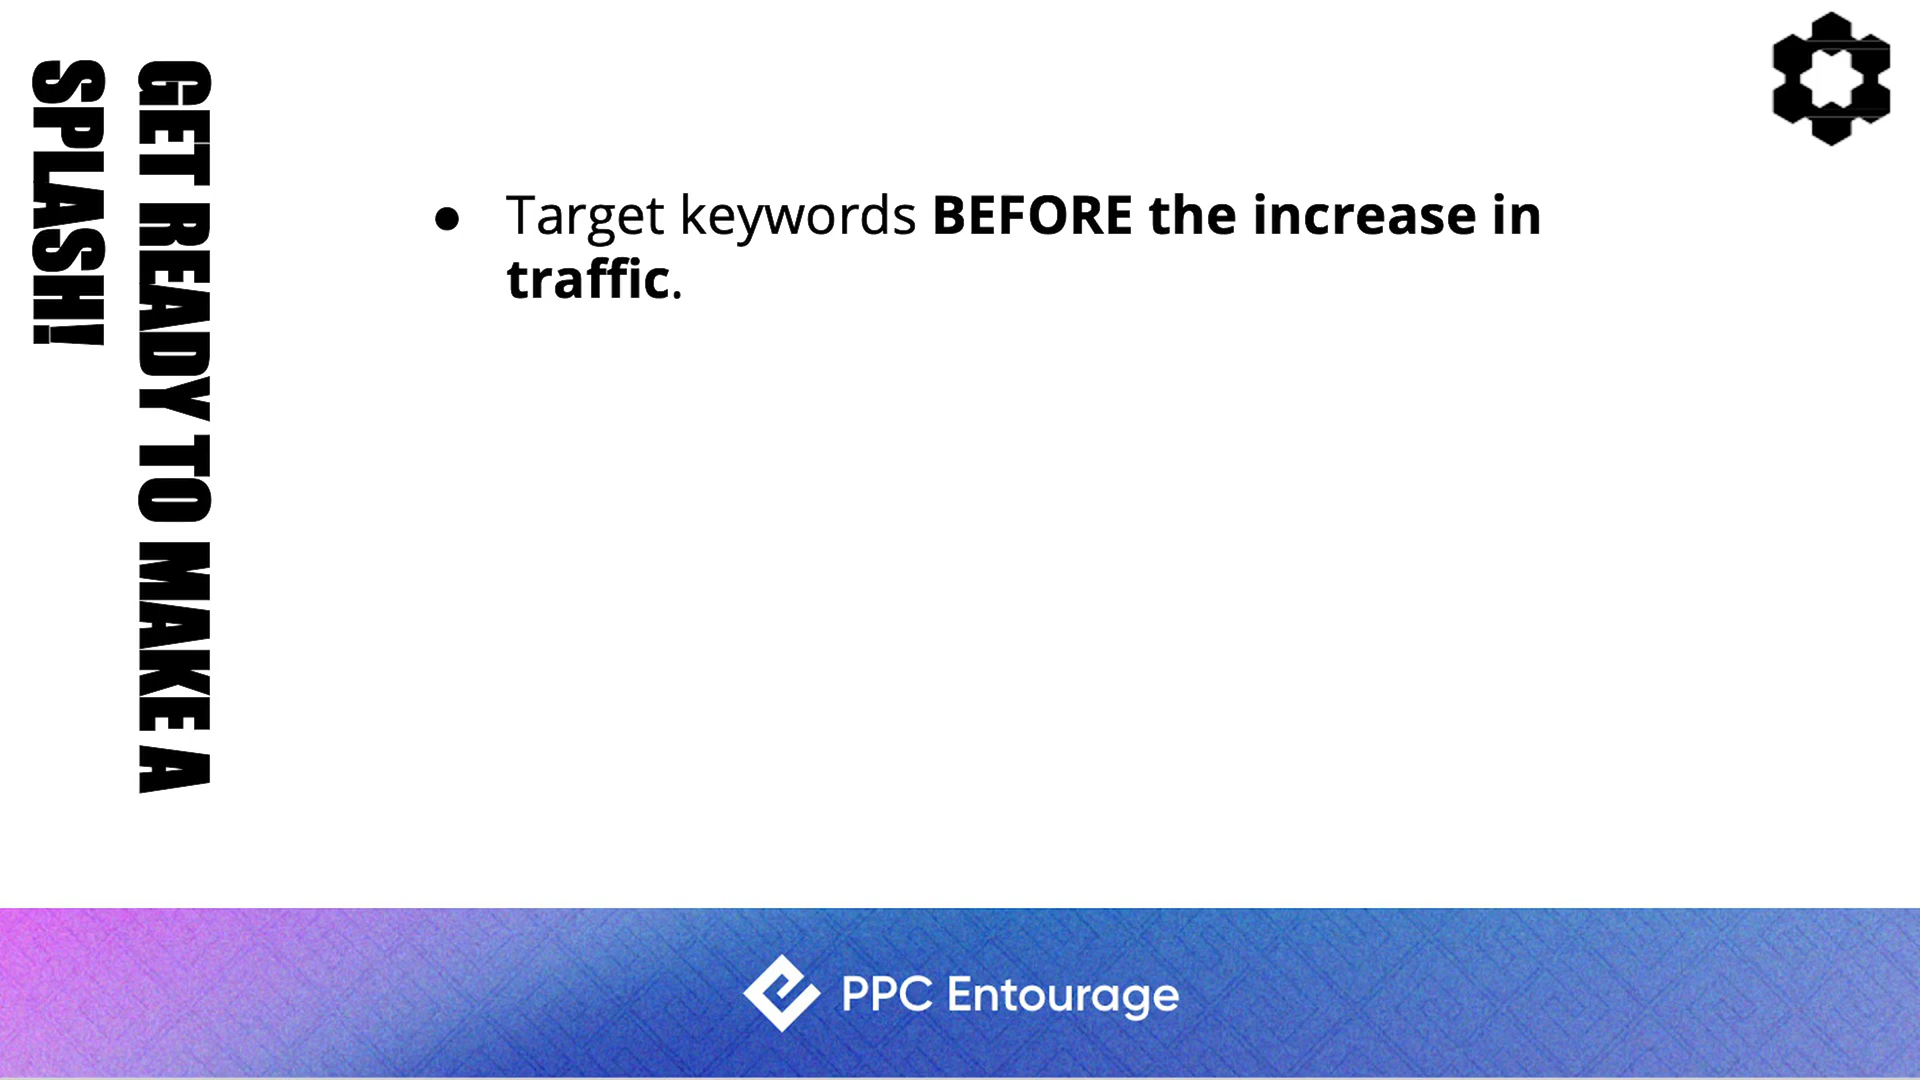 GET READY TO MAKE A
SPLASH!
● Target keywords BEFORE the increase in
traffic.
PPC Entourage